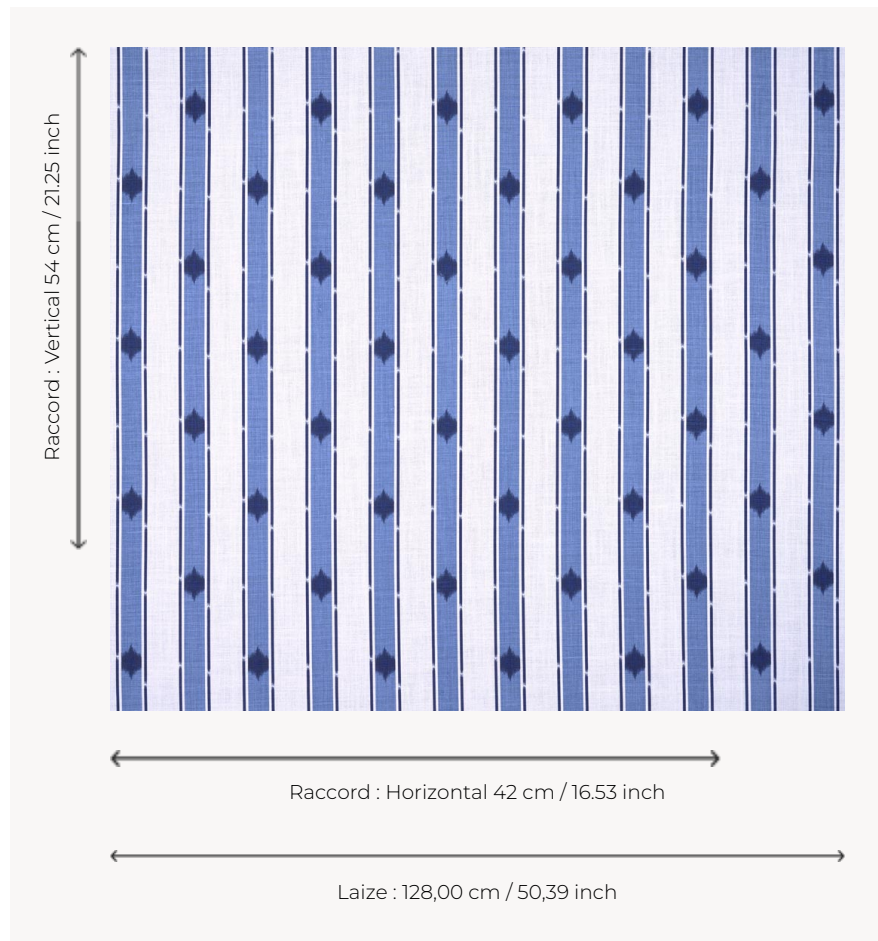 Raccord : Vertical 54 cm / 21.25 inch
Raccord : Horizontal 42 cm / 16.53 inch
Laize : 128,00 cm / 50,39 inch